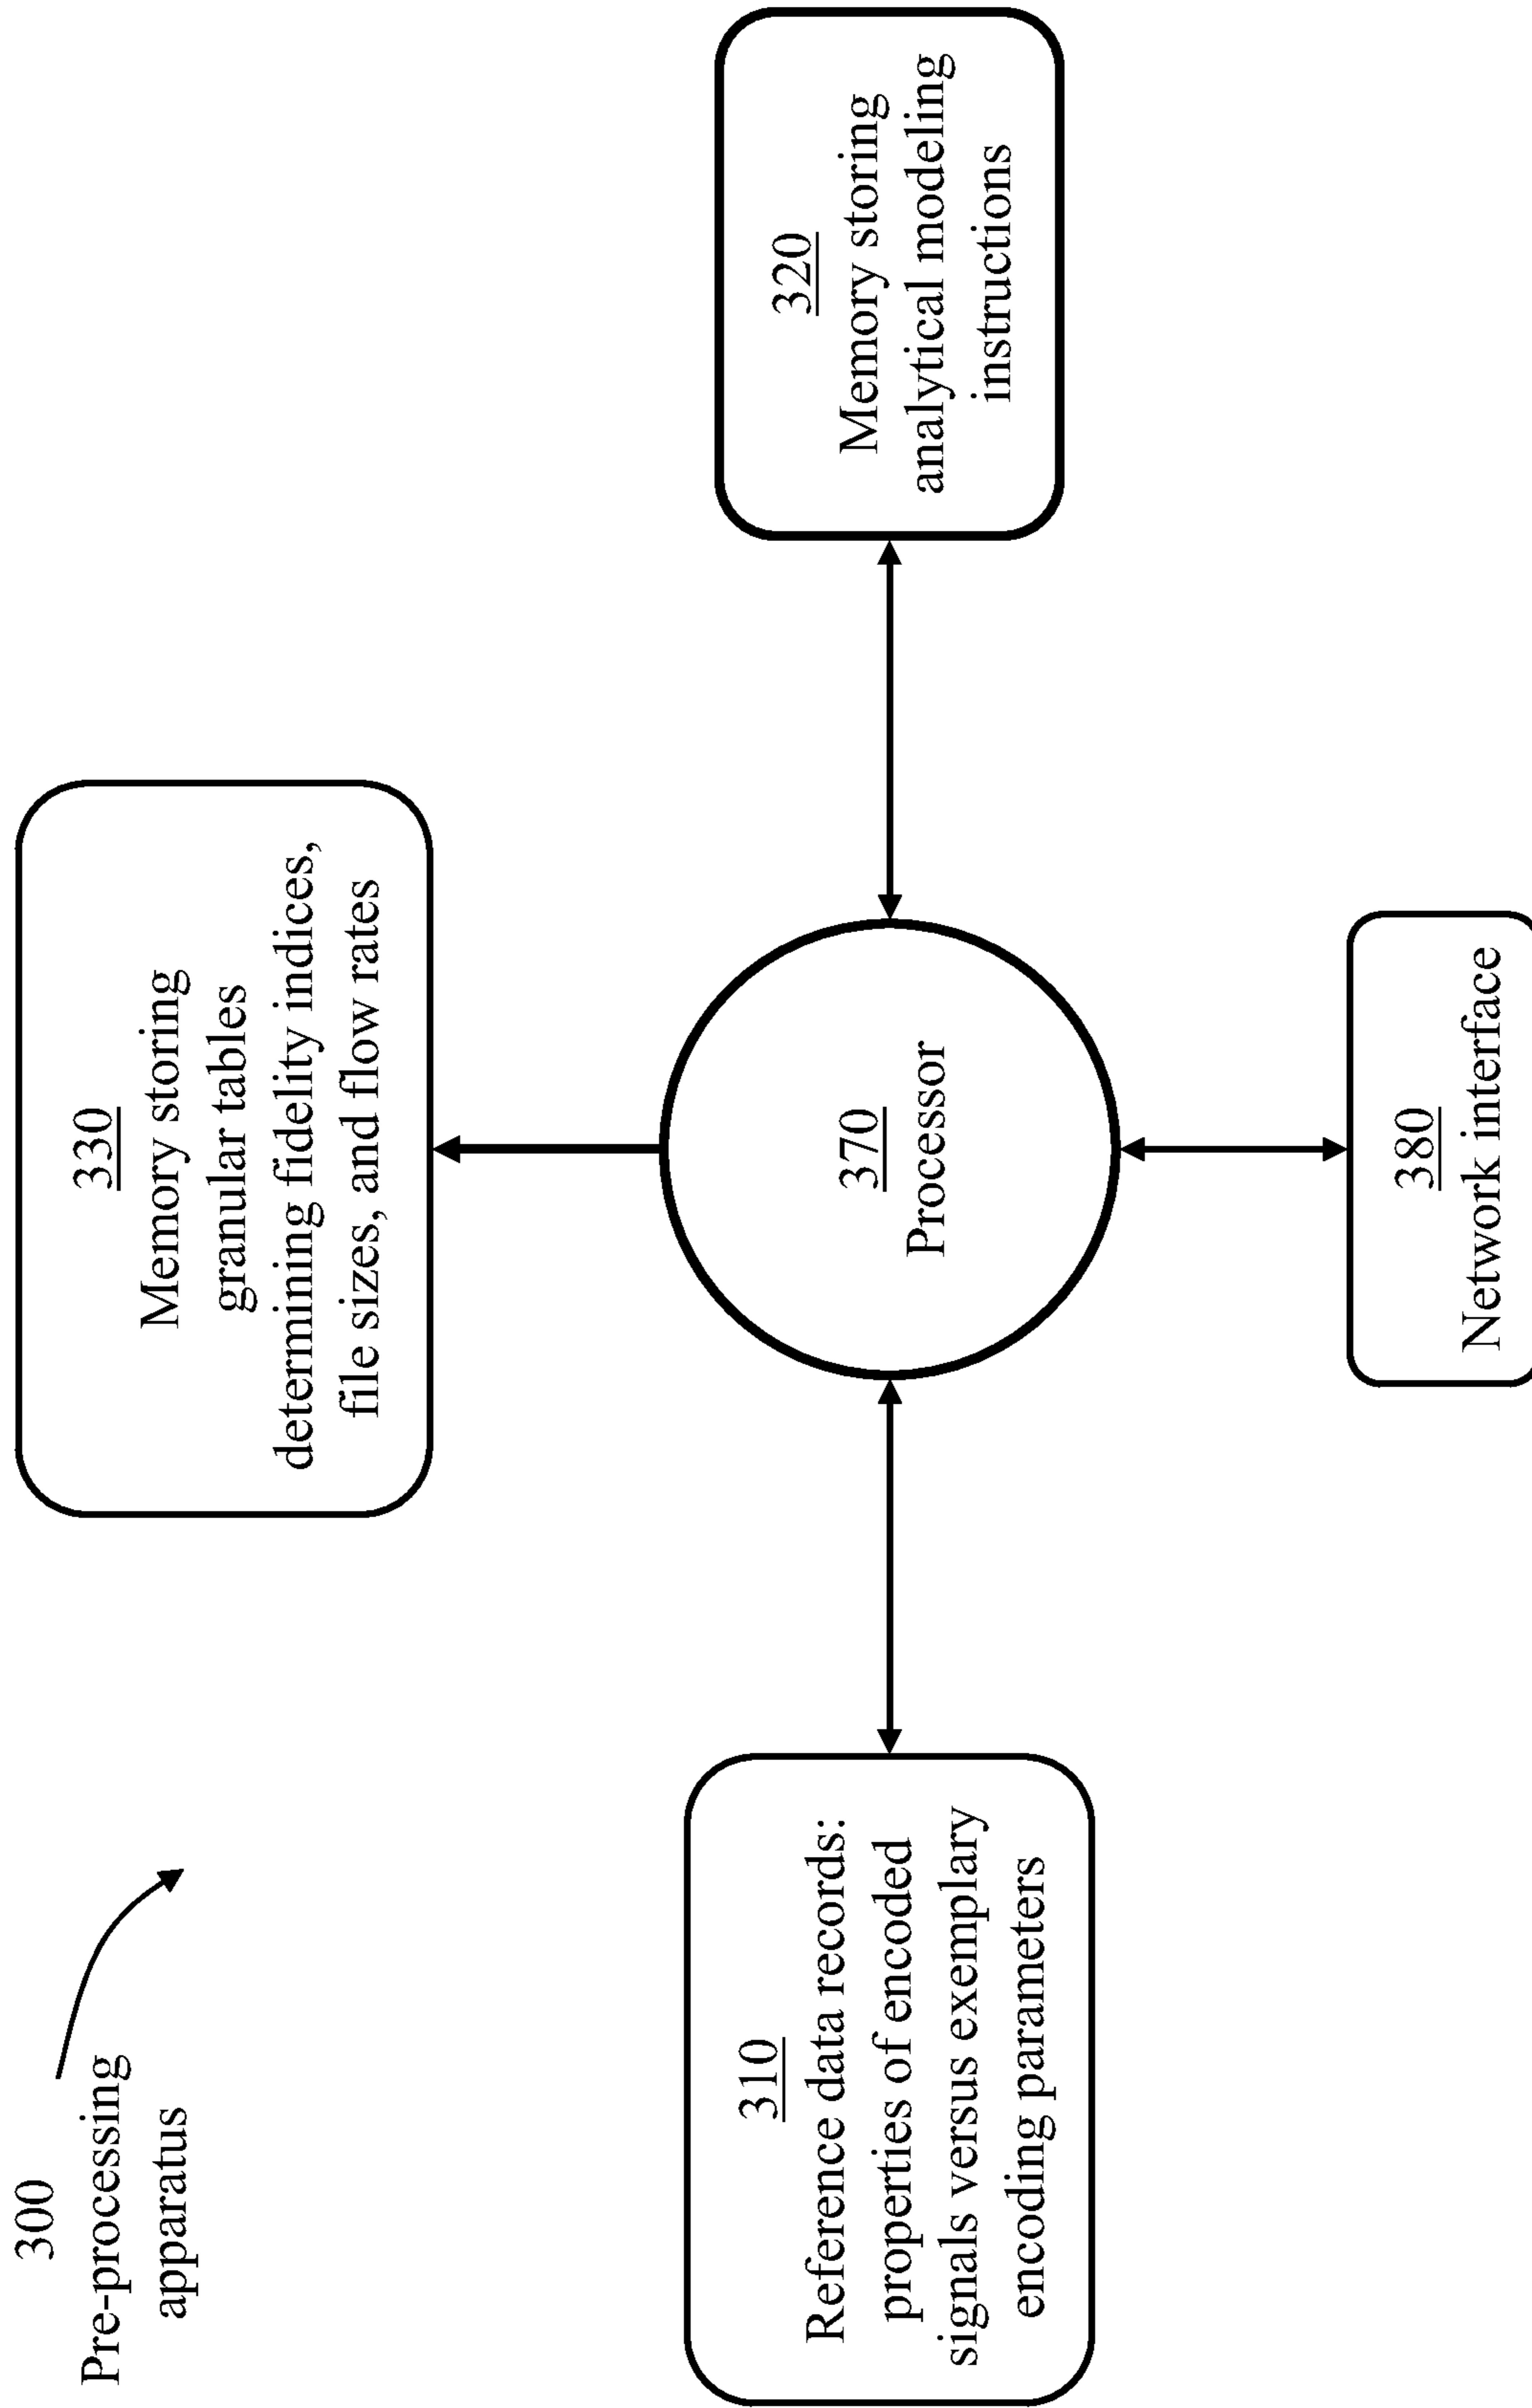 300
Pre-processing
apparatus
330
Memory storing
granular tables
determining fidelity indices,
file sizes, and flow rates
310
Reference data records:
properties of encoded
signals versus exemplary
encoding parameters
370
Processor
320
Memory storing
analytical modeling
instructions
380
Network interface